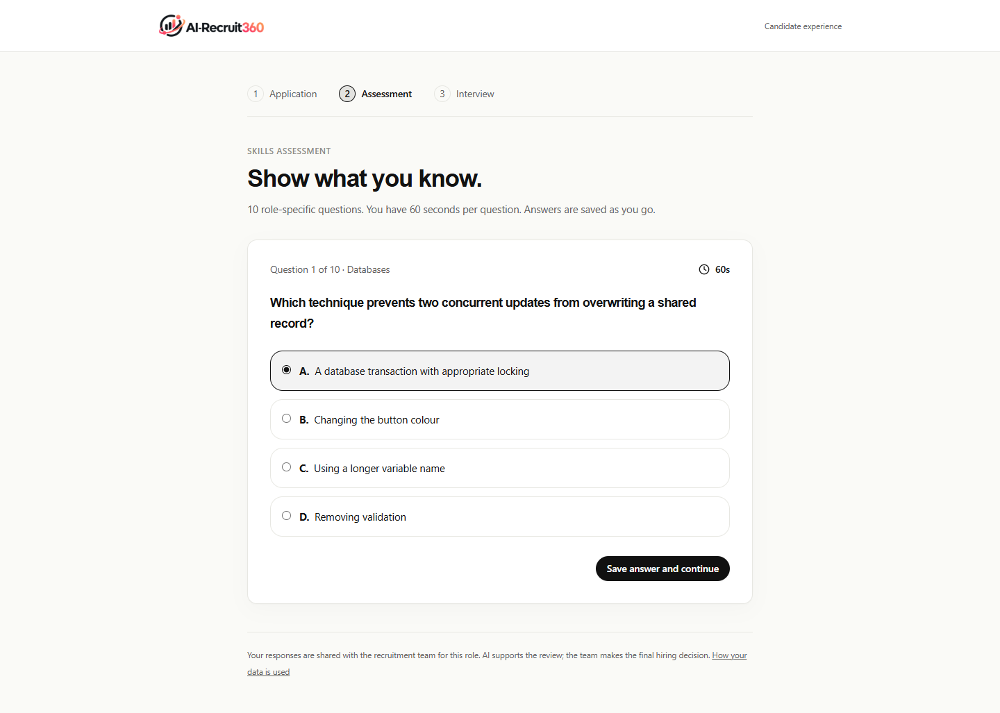 AI-Recruit360
Candidate experience
1 Application
2 Assessment
3 Interview
SKILLS ASSESSMENT
Show what you know.
10 role-specific questions. You have 60 seconds per question. Answers are saved as you go.
Question 1 of 10 · Databases
60s
Which technique prevents two concurrent updates from overwriting a shared
record?
A. A database transaction with appropriate locking
B. Changing the button colour
C. Using a longer variable name
D. Removing validation
Save answer and continue
Your responses are shared with the recruitment team for this role. AI supports the review; the team makes the final hiring decision. How your
data is used